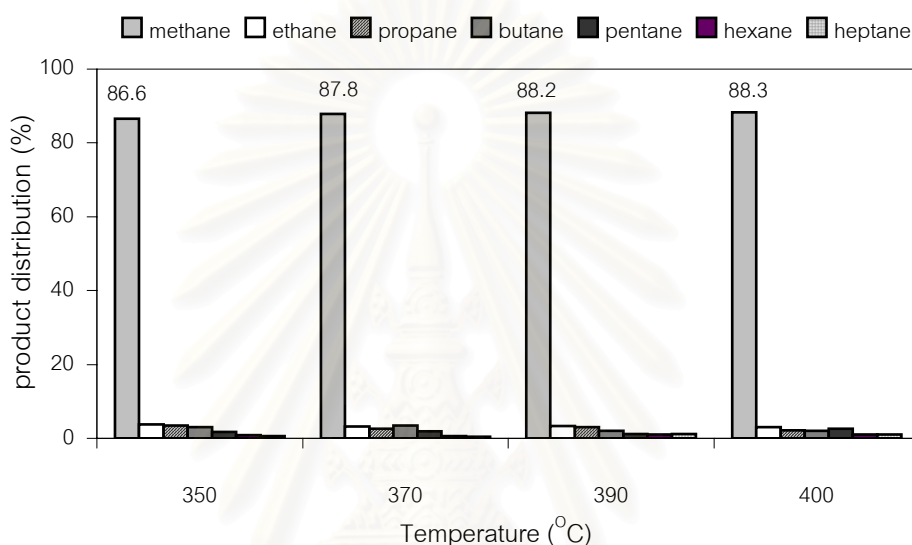 methane ethane propane butane pentane hexane heptane
100
80
60
40
20
0
product distribution (%)
86.6
87.8
88.2
88.3
350 370 390 400
Temperature (°C)